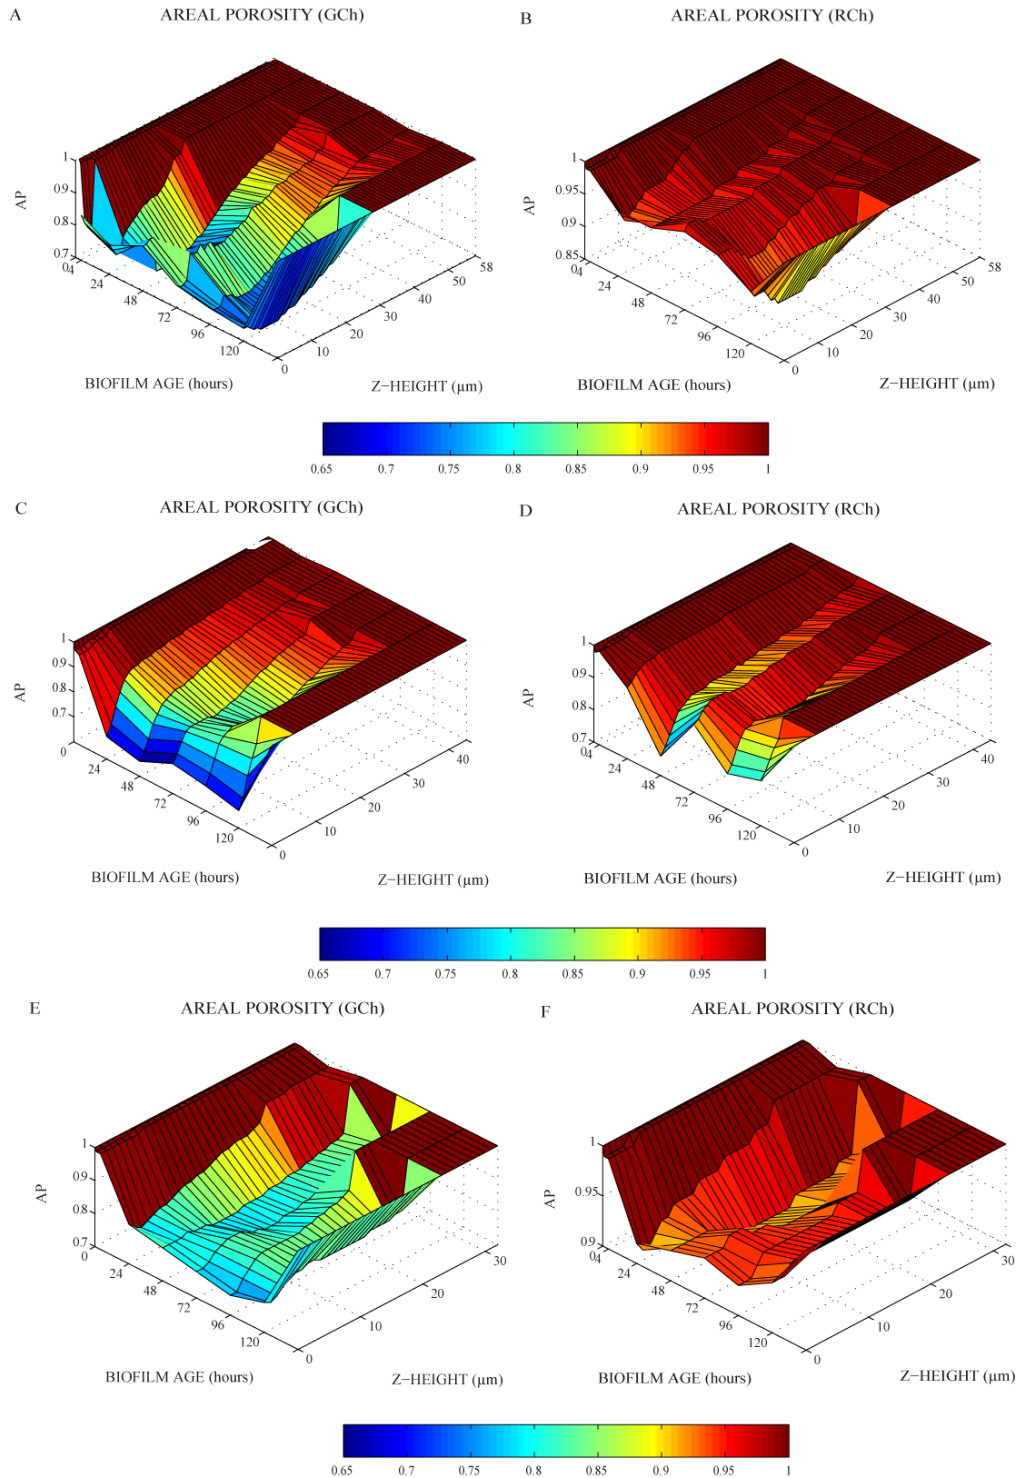 A
AREAL POROSITY (GCh)
B
AREAL POROSITY (RCh)
1
0.9
0.8
0.7
AP
04
24
48
72
96
120
0
10
20
30
40
50
58
BIOFILM AGE (hours)
Z-HEIGHT (μm)
1
0.95
0.9
0.85
AP
04
24
48
72
96
120
0
10
20
30
40
50
58
BIOFILM AGE (hours)
Z-HEIGHT (μm)
0.65 0.7 0.75 0.8 0.85 0.9 0.95 1
C
AREAL POROSITY (GCh)
D
AREAL POROSITY (RCh)
1
0.9
0.8
0.7
AP
0
24
48
72
96
120
0
10
20
30
40
BIOFILM AGE (hours)
Z-HEIGHT (μm)
1
0.9
0.8
0.7
AP
04
24
48
72
96
120
0
10
20
30
40
BIOFILM AGE (hours)
Z-HEIGHT (μm)
0.65 0.7 0.75 0.8 0.85 0.9 0.95 1
E
AREAL POROSITY (GCh)
F
AREAL POROSITY (RCh)
1
0.9
0.8
0.7
AP
0
24
48
72
96
120
0
10
20
30
BIOFILM AGE (hours)
Z-HEIGHT (μm)
1
0.95
0.9
AP
04
24
48
72
96
120
0
10
20
30
BIOFILM AGE (hours)
Z-HEIGHT (μm)
0.65 0.7 0.75 0.8 0.85 0.9 0.95 1